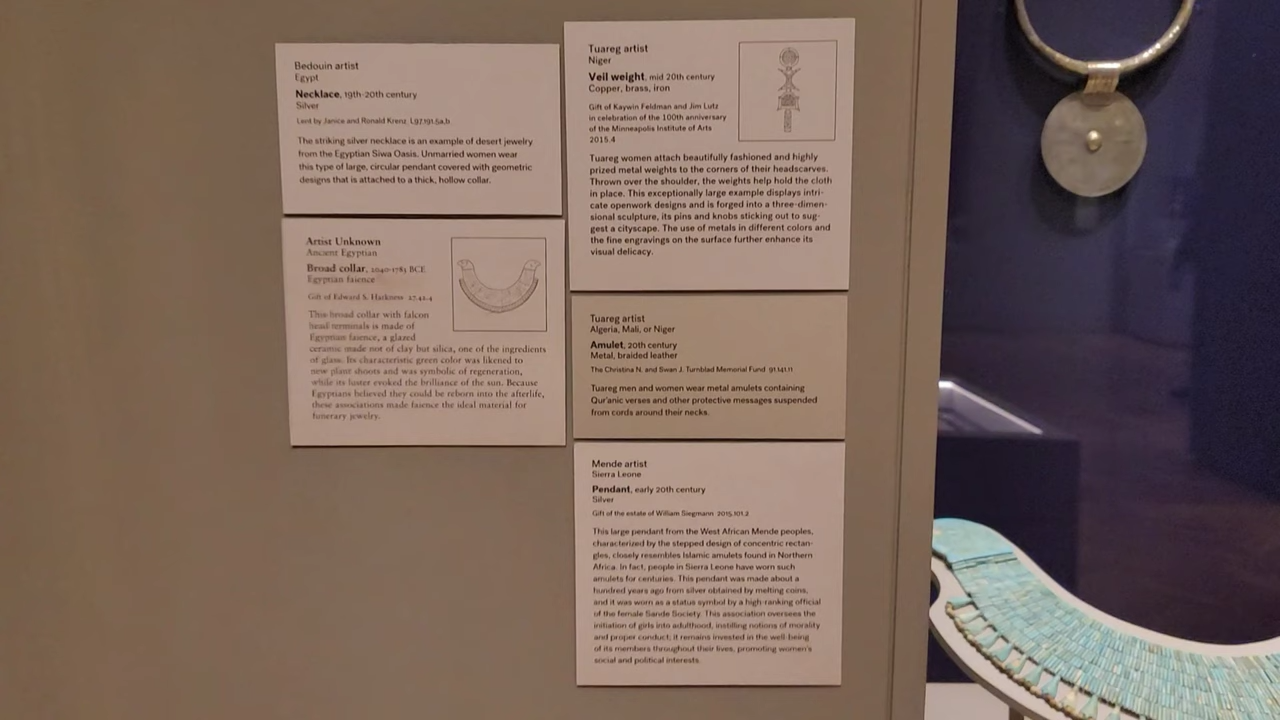 Bedouin artist
Egypt
Necklace, 19th-20th century
Silver
Lent by Janice and Ronald Krenz L97.191.5a,b
The striking silver necklace is an example of desert jewelry
from the Egyptian Siwa Oasis. Unmarried women wear
this type of large, circular pendant covered with geometric
designs that is attached to a thick, hollow collar.
Artist Unknown
Ancient Egyptian
Broad collar, 2040-1783 BCE
Egyptian faience
Gift of Edward S. Harkness 27.42.4
This broad collar with falcon
head terminals is made of
Egyptian faience, a glazed
ceramic made not of clay but silica, one of the ingredients
of glass. Its characteristic green color was likened to
new plant shoots and was symbolic of regeneration,
while its luster evoked the brilliance of the sun. Because
Egyptians believed they could be reborn into the afterlife,
these associations made faience the ideal material for
funerary jewelry.
Tuareg artist
Niger
Veil weight, mid 20th century
Copper, brass, iron
Gift of Kaywin Feldman and Jim Lutz
in celebration of the 100th anniversary
of the Minneapolis Institute of Arts
2015.4
Tuareg women attach beautifully fashioned and highly
prized metal weights to the corners of their headscarves.
Thrown over the shoulder, the weights help hold the cloth
in place. This exceptionally large example displays intri-
cate openwork designs and is forged into a three-dimen-
sional sculpture, its pins and knobs sticking out to sug-
gest a cityscape. The use of metals in different colors and
the fine engravings on the surface further enhance its
visual delicacy.
Tuareg artist
Algeria, Mali, or Niger
Amulet, 20th century
Metal, braided leather
The Christina N. and Swan J. Turnblad Memorial Fund 91.141.11
Tuareg men and women wear metal amulets containing
Qur'anic verses and other protective messages suspended
from cords around their necks.
Mende artist
Sierra Leone
Pendant, early 20th century
Silver
Gift of the estate of William Siegmann 2015.101.2
This large pendant from the West African Mende peoples,
characterized by the stepped design of concentric rectan-
gles, closely resembles Islamic amulets found in Northern
Africa. In fact, people in Sierra Leone have worn such
amulets for centuries. This pendant was made about a
hundred years ago from silver obtained by melting coins,
and it was worn as a status symbol by a high-ranking official
of the female Sande Society. This association oversees the
initiation of girls into adulthood, instilling notions of morality
and proper conduct; it remains invested in the well-being
of its members throughout their lives, promoting women's
social and political interests.